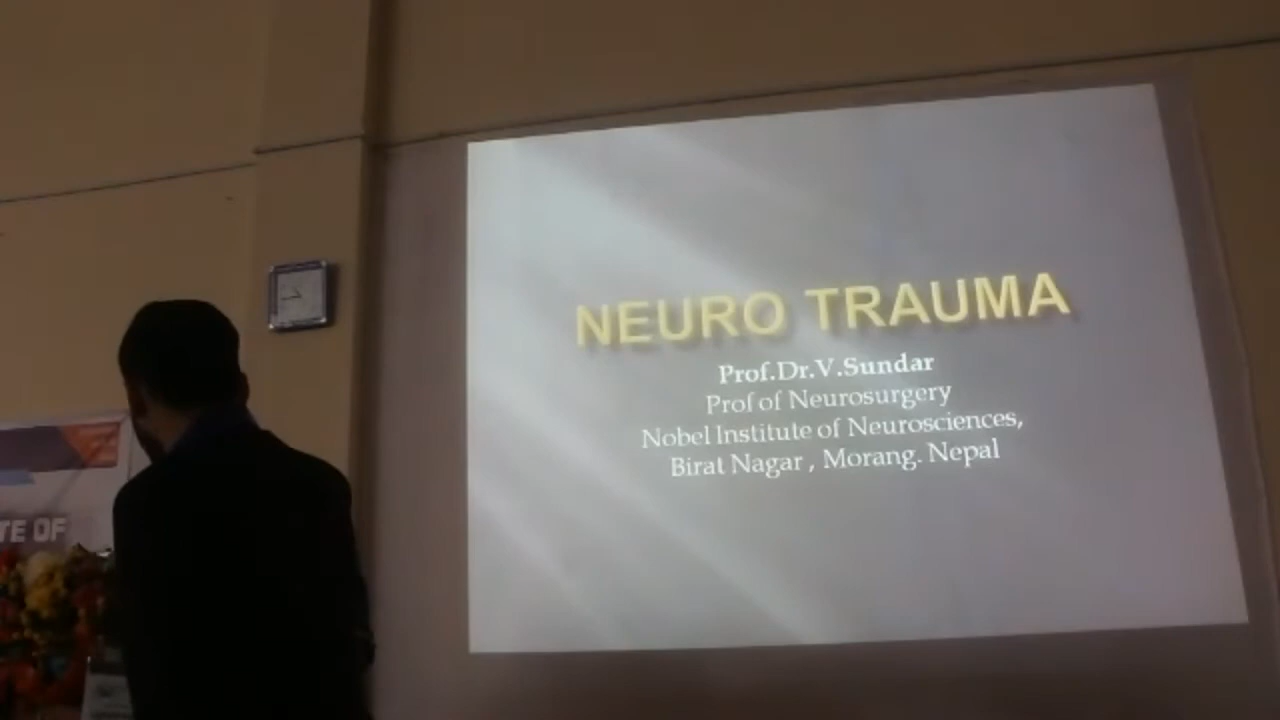 NEURO TRAUMA
Prof.Dr.V.Sundar
Prof of Neurosurgery
Nobel Institute of Neurosciences,
Birat Nagar , Morang. Nepal
TE OF